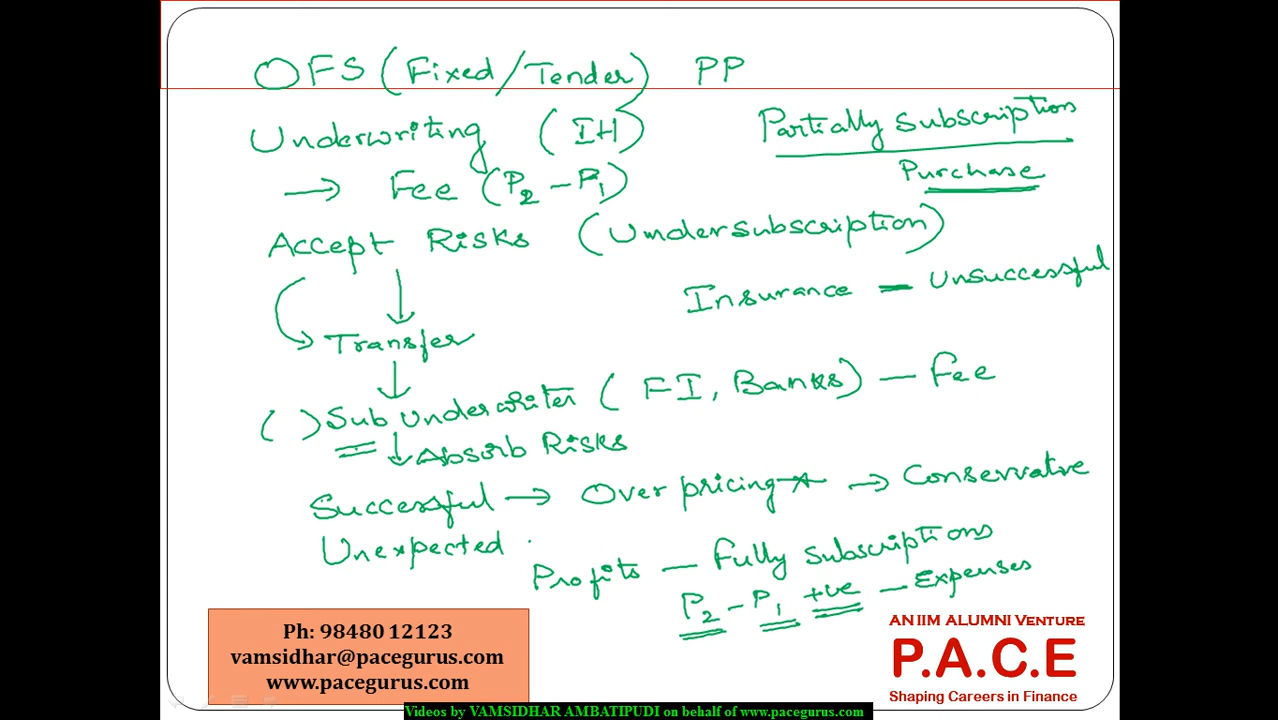 OFS (Fixed/Tender) PP
Underwriting (IH)
Partially Subscription
→ Fee (P2 - P1)
Purchase
Accept Risks (Undersubscription)
Insurance - Unsuccessful
Transfer
( ) Sub Underwriter (FI, Banks) - Fee
Absorb Risks
Successful → Over pricing → Conservative
Unexpected
Profits - Fully Subscriptions
P2 - P1 +ve - Expenses
Ph: 98480 12123
vamsidhar@pacegurus.com
www.pacegurus.com
AN IIM ALUMNI VENTURE
P.A.C.E
Shaping Careers in Finance
Videos by VAMSIDHAR AMBATIPUDI on behalf of www.pacegurus.com